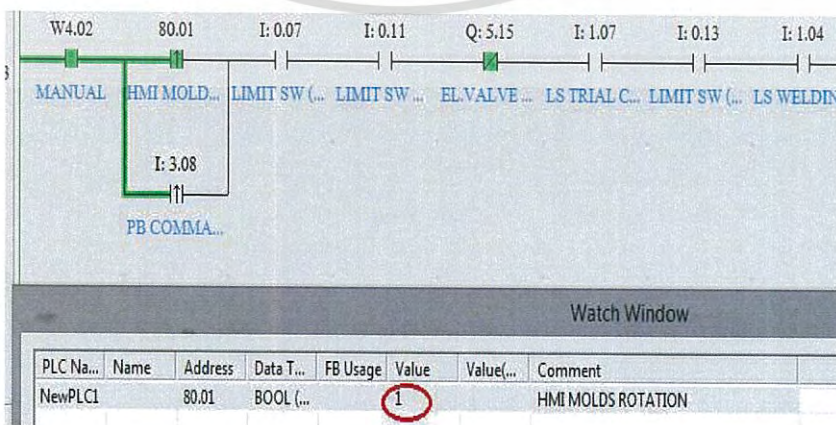 W4.02 80.01 I: 0.07 I: 0.11 Q: 5.15 I: 1.07 I: 0.13 I: 1.04
MANUAL HMI MOLD... LIMIT SW (... LIMIT SW ... EL.VALVE ... LS TRIAL C... LIMIT SW (... LS WELDIN
I: 3.08
PB COMMA...
Watch Window
PLC Na... Name Address Data T... FB Usage Value Value(... Comment
NewPLC1 80.01 BOOL (... 1 HMI MOLDS ROTATION